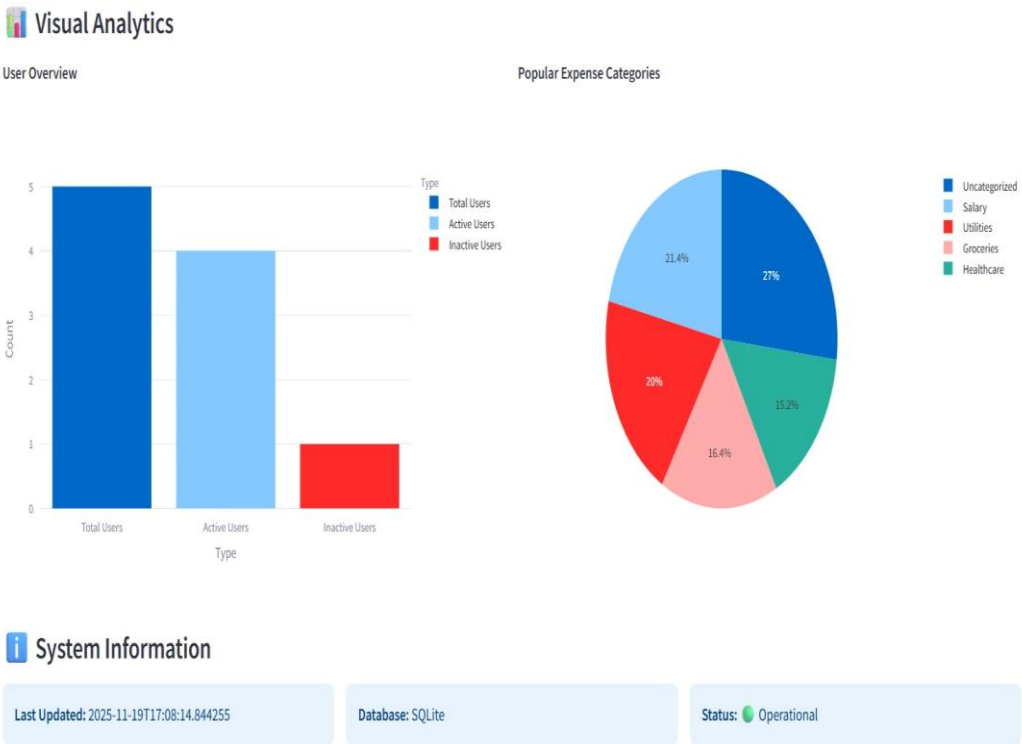 Visual Analytics
User Overview
Popular Expense Categories
5
4
3
2
1
0
Count
Total Users
Active Users
Inactive Users
Type
Type
Total Users
Active Users
Inactive Users
27%
21.4%
20%
16.4%
15.2%
Uncategorized
Salary
Utilities
Groceries
Healthcare
System Information
Last Updated: 2025-11-19T17:08:14.844255
Database: SQLite
Status: Operational